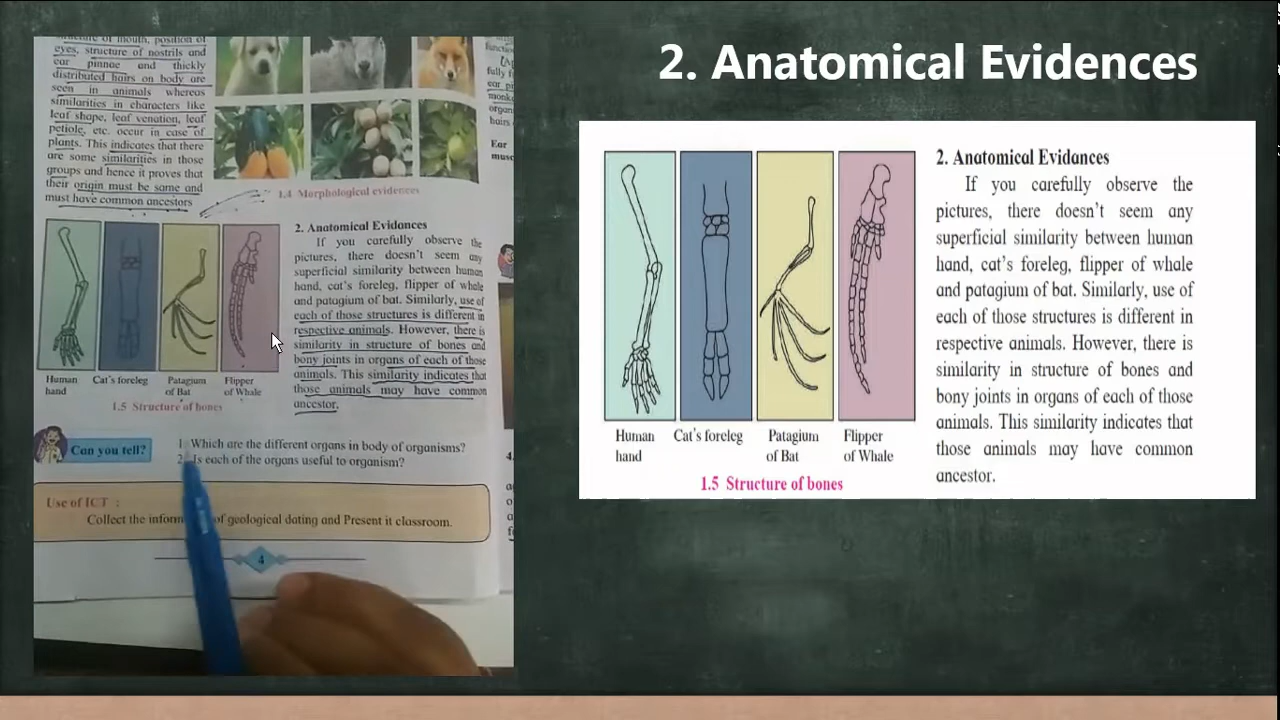 2. Anatomical Evidences
eyes, structure of nostrils and
ear pinnae and thickly
distributed hairs on body are
seen in animals whereas
similarities in characters like
leaf shape, leaf venation, leaf
petiole, etc. occur in case of
plants. This indicates that there
are some similarities in those
groups and hence it proves that
their origin must be same and
must have common ancestors
1.4 Morphological evidences
2. Anatomical Evidances
If you carefully observe the
pictures, there doesn't seem any
superficial similarity between human
hand, cat's foreleg, flipper of whale
and patagium of bat. Similarly, use of
each of those structures is different in
respective animals. However, there is
similarity in structure of bones and
bony joints in organs of each of those
animals. This similarity indicates that
those animals may have common
ancestor.
Human hand
Cat's foreleg
Patagium of Bat
Flipper of Whale
1.5 Structure of bones
Can you tell?
1. Which are the different organs in body of organisms?
2. Is each of the organs useful to organism?
Use of ICT :
Collect the of geological dating and Present it classroom.
4
2. Anatomical Evidances
If you carefully observe the
pictures, there doesn't seem any
superficial similarity between human
hand, cat's foreleg, flipper of whale
and patagium of bat. Similarly, use of
each of those structures is different in
respective animals. However, there is
similarity in structure of bones and
bony joints in organs of each of those
animals. This similarity indicates that
those animals may have common
ancestor.
Human hand
Cat's foreleg
Patagium of Bat
Flipper of Whale
1.5 Structure of bones